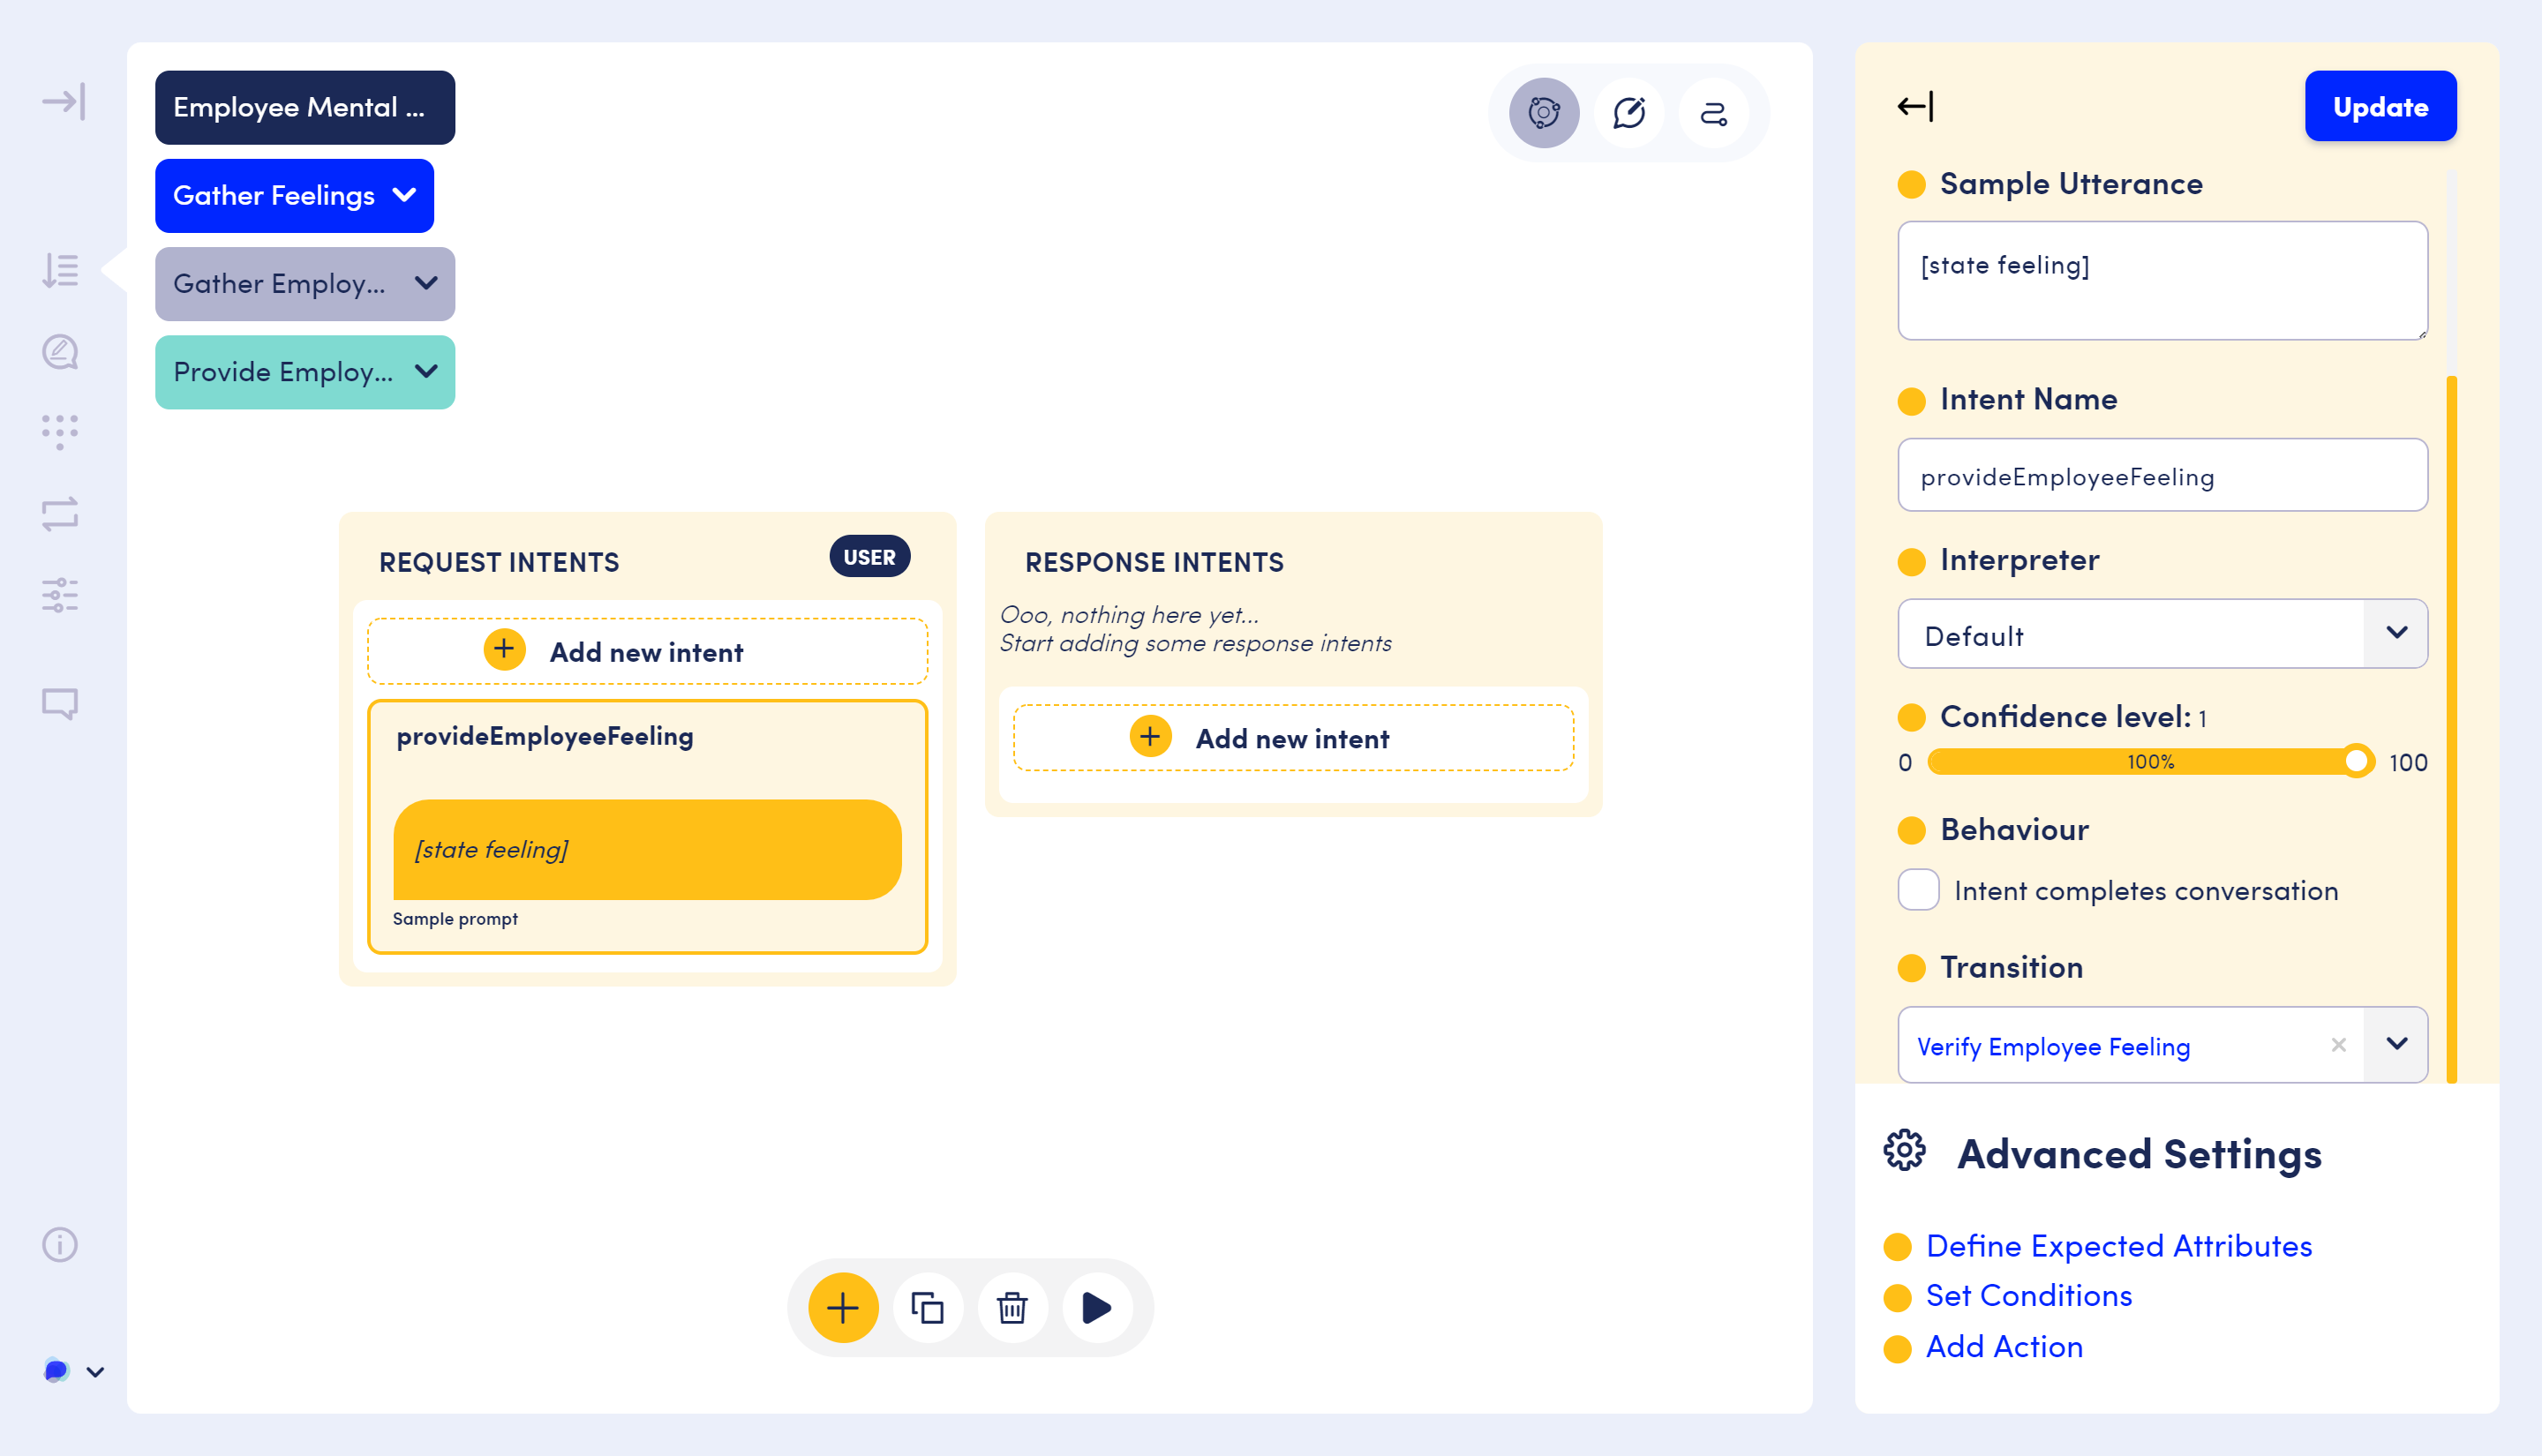 Employee Mental ...
Gather Feelings
Gather Employ...
Provide Employ...
REQUEST INTENTS
USER
Add new intent
provideEmployeeFeeling
[state feeling]
Sample prompt
RESPONSE INTENTS
Ooo, nothing here yet...
Start adding some response intents
Add new intent
Update
Sample Utterance
[state feeling]
Intent Name
provideEmployeeFeeling
Interpreter
Default
Confidence level: 1
0 100% 100
Behaviour
Intent completes conversation
Transition
Verify Employee Feeling
Advanced Settings
Define Expected Attributes
Set Conditions
Add Action